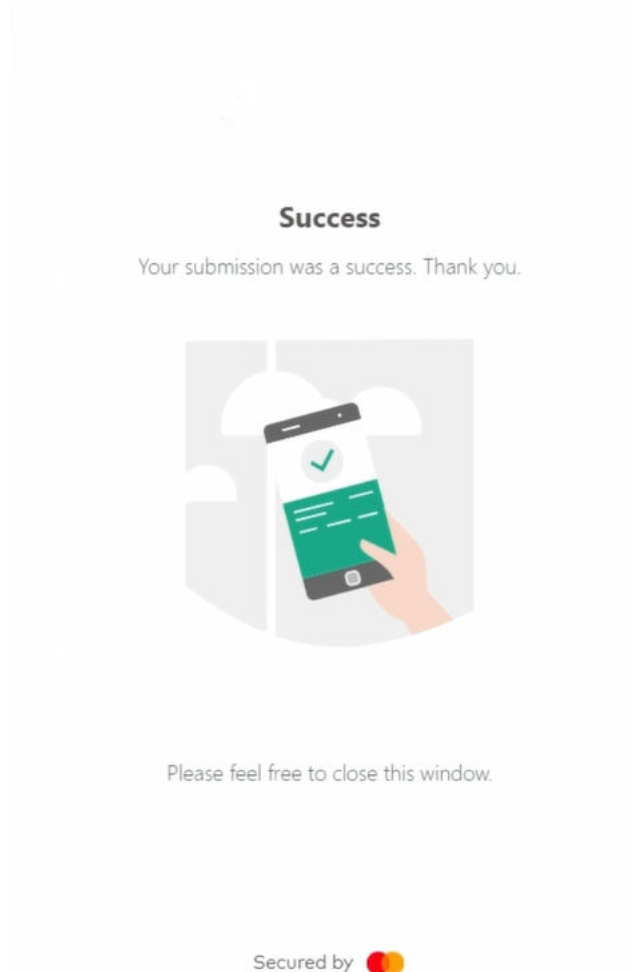 Success
Your submission was a success. Thank you.
Please feel free to close this window.
Secured by